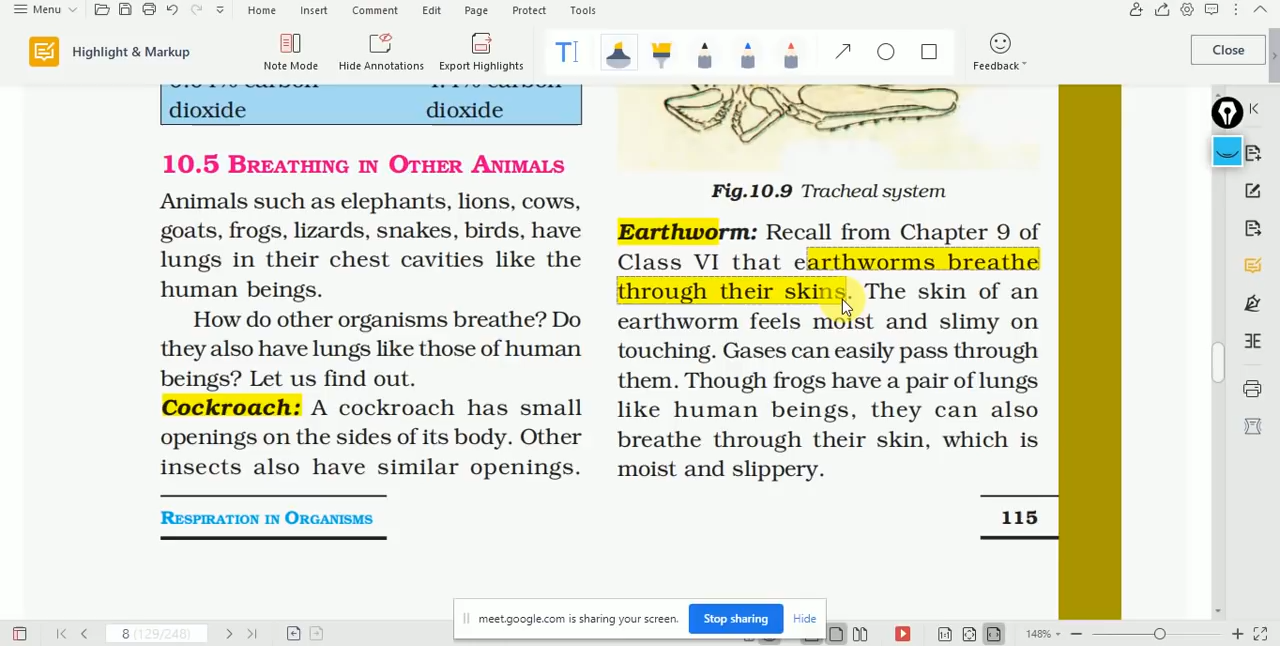 Menu
Home
Insert
Comment
Edit
Page
Protect
Tools
Highlight & Markup
Note Mode
Hide Annotations
Export Highlights
Feedback
Close
dioxide
dioxide
10.5 BREATHING IN OTHER ANIMALS
Animals such as elephants, lions, cows,
goats, frogs, lizards, snakes, birds, have
lungs in their chest cavities like the
human beings.
How do other organisms breathe? Do
they also have lungs like those of human
beings? Let us find out.
Cockroach: A cockroach has small
openings on the sides of its body. Other
insects also have similar openings.
RESPIRATION IN ORGANISMS
Fig.10.9 Tracheal system
Earthworm: Recall from Chapter 9 of
Class VI that earthworms breathe
through their skins. The skin of an
earthworm feels moist and slimy on
touching. Gases can easily pass through
them. Though frogs have a pair of lungs
like human beings, they can also
breathe through their skin, which is
moist and slippery.
115
meet.google.com is sharing your screen.
Stop sharing
Hide
8 (129/248)
148%